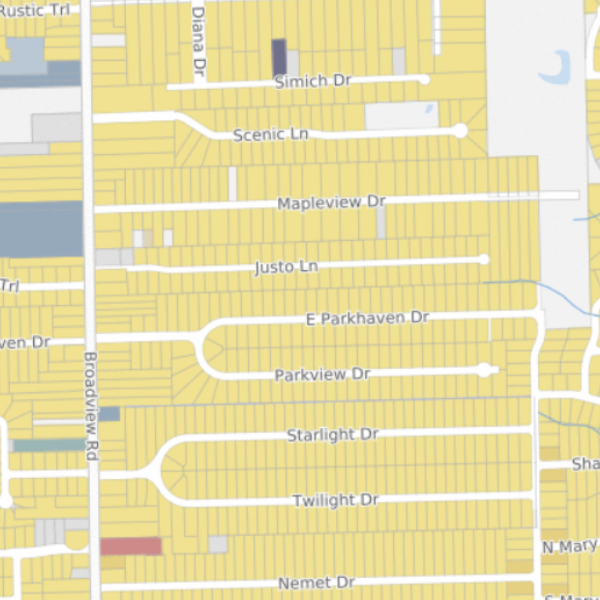 Rustic Trl
Diana Dr
Simich Dr
Scenic Ln
Mapleview Dr
Justo Ln
Trl
E Parkhaven Dr
ven Dr
Parkview Dr
Broadview Rd
Starlight Dr
Sha
Twilight Dr
N Mary
Nemet Dr
S Mary